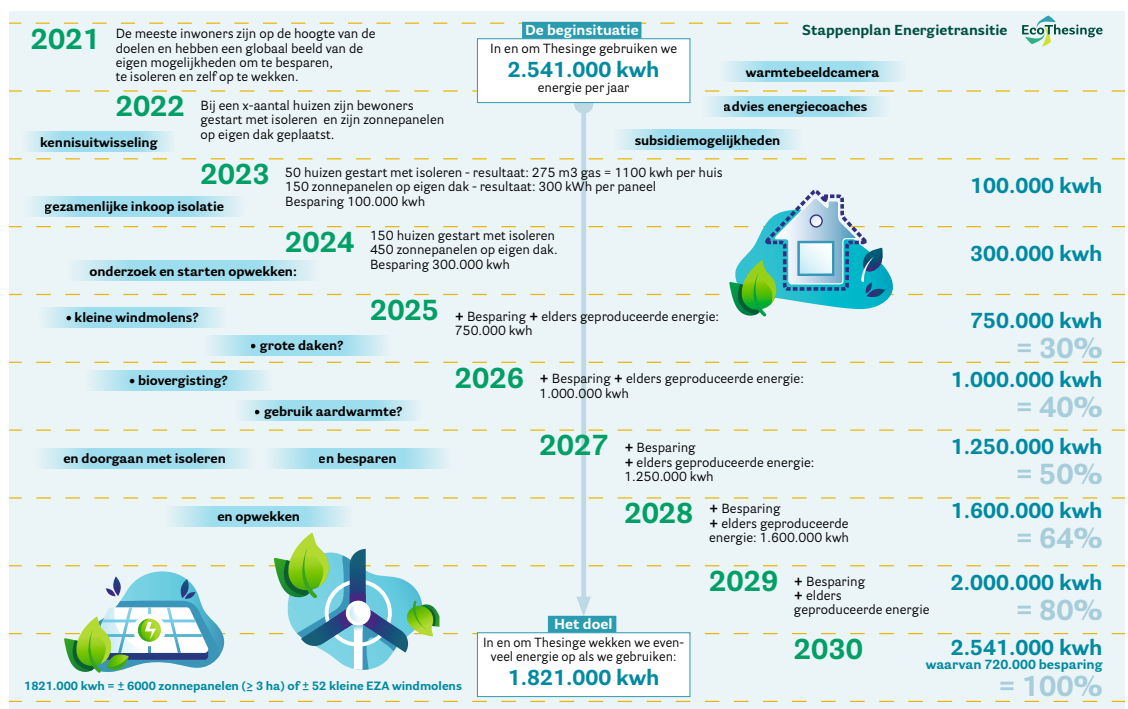 Stappenplan Energietransitie EcoThesinge
De beginsituatie
In en om Thesinge gebruiken we
2.541.000 kwh
energie per jaar
2021
De meeste inwoners zijn op de hoogte van de
doelen en hebben een globaal beeld van de
eigen mogelijkheden om te besparen,
te isoleren en zelf op te wekken.
warmtebeeldcamera
advies energiecoaches
2022
Bij een x-aantal huizen zijn bewoners
gestart met isoleren en zijn zonnepanelen
op eigen dak geplaatst.
kennisuitwisseling
subsidiemogelijkheden
2023
50 huizen gestart met isoleren - resultaat: 275 m3 gas = 1100 kwh per huis
150 zonnepanelen op eigen dak - resultaat: 300 kWh per paneel
Besparing 100.000 kwh
100.000 kwh
gezamenlijke inkoop isolatie
2024
150 huizen gestart met isoleren
450 zonnepanelen op eigen dak.
Besparing 300.000 kwh
300.000 kwh
onderzoek en starten opwekken:
2025
+ Besparing + elders geproduceerde energie:
750.000 kwh
750.000 kwh
= 30%
• kleine windmolens?
• grote daken?
2026
+ Besparing + elders geproduceerde energie:
1.000.000 kwh
1.000.000 kwh
= 40%
• biovergisting?
• gebruik aardwarmte?
2027
+ Besparing
+ elders geproduceerde energie:
1.250.000 kwh
1.250.000 kwh
= 50%
en doorgaan met isoleren
en besparen
2028
+ Besparing
+ elders geproduceerde
energie: 1.600.000 kwh
1.600.000 kwh
= 64%
en opwekken
2029
+ Besparing
+ elders
geproduceerde energie
2.000.000 kwh
= 80%
Het doel
In en om Thesinge wekken we even-
veel energie op als we gebruiken:
1.821.000 kwh
2030
2.541.000 kwh
waarvan 720.000 besparing
= 100%
1821.000 kwh = ± 6000 zonnepanelen (≥ 3 ha) of ± 52 kleine EZA windmolens